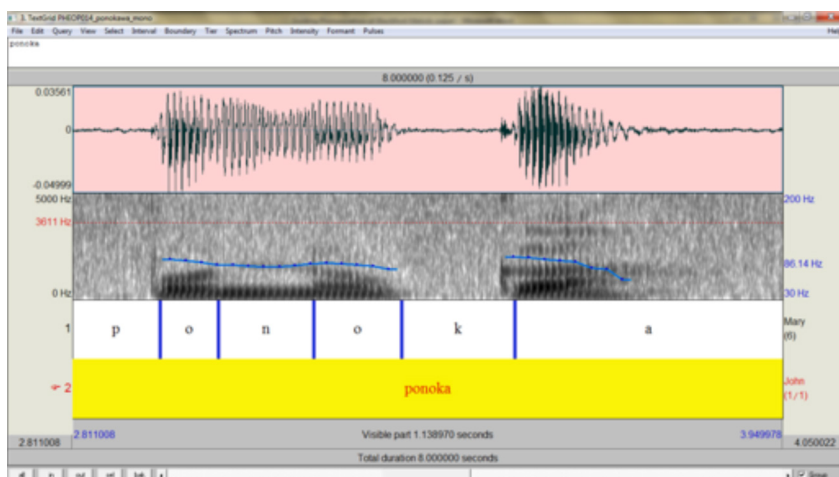 3. TextGrid PHEOPE014_ponokawa_mono
File Edit Query View Select Interval Boundary Tier Spectrum Pitch Intensity Formant Pulses Hel
ponoka
8.000000 (0.125 / s)
0.03561
0
-0.04999
5000 Hz
200 Hz
3611 Hz
86.14 Hz
0 Hz
30 Hz
1 p o n o k a Mary
(6)
2 ponoka John
(1/1)
2.811008 2.811008 Visible part 1.138970 seconds 3.949978 4.050022
Total duration 8.000000 seconds